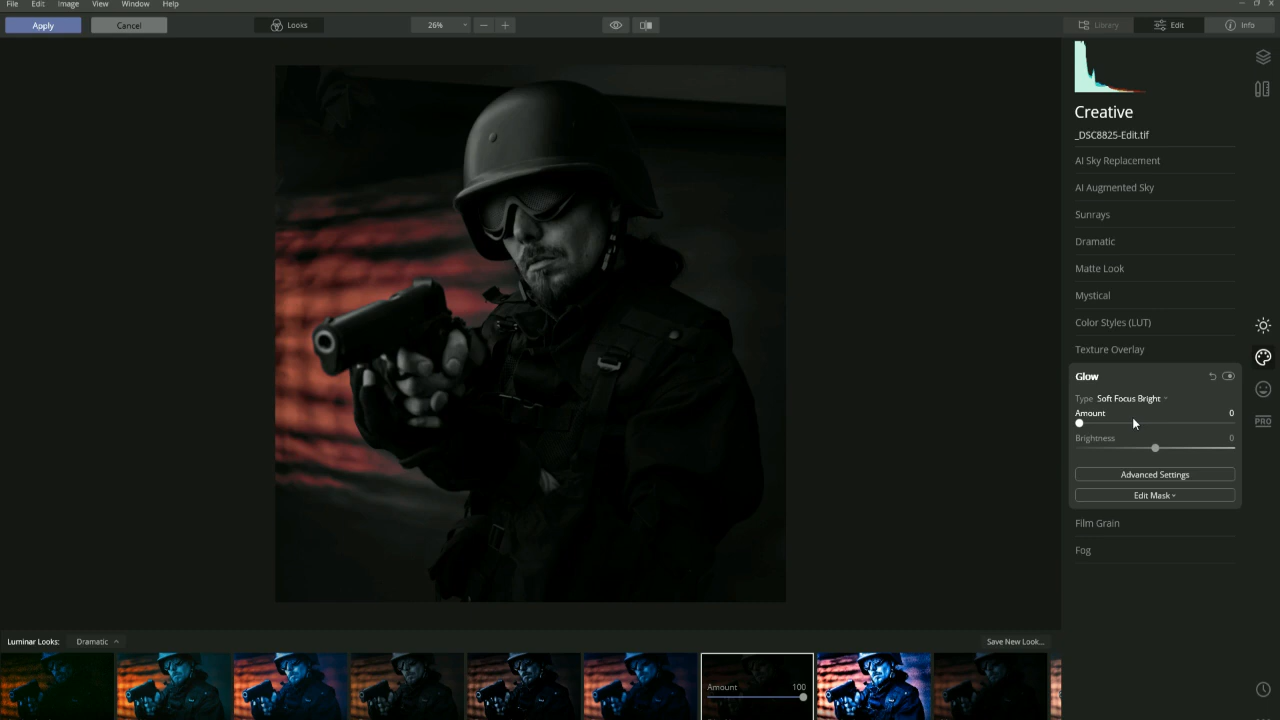 File Edit Image View Window Help
Apply Cancel Looks 26% Library Edit Info
Creative
_DSC8825-Edit.tif
AI Sky Replacement
AI Augmented Sky
Sunrays
Dramatic
Matte Look
Mystical
Color Styles (LUT)
Texture Overlay
Glow
Type Soft Focus Bright
Amount 0
Brightness 0
Advanced Settings
Edit Mask
PRO
Film Grain
Fog
Luminar Looks: Dramatic Save New Look...
Amount 100